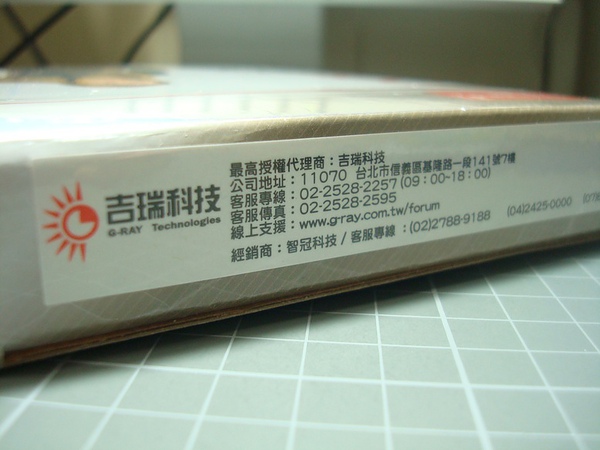 吉瑞科技
G-RAY Technologies
最高授權代理商：吉瑞科技
公司地址：11070 台北市信義區基隆路一段141號7樓
客服專線：02-2528-2257 (09：00~18：00)
客服傳真：02-2528-2595
線上支援：www.g-ray.com.tw/forum
經銷商：智冠科技 / 客服專線：(02)2788-9188 (04)2425-0000